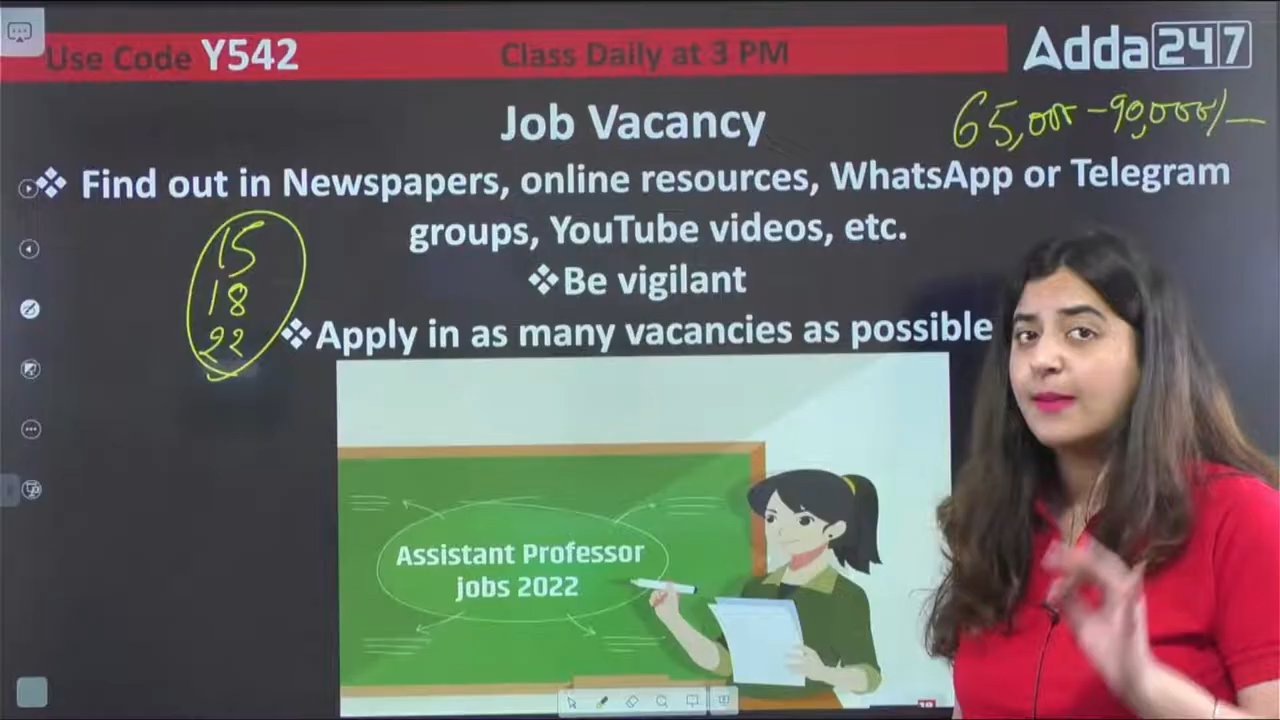 Use Code Y542
Class Daily at 3 PM
Adda247
Job Vacancy
65,000-90,000/-
❖ Find out in Newspapers, online resources, WhatsApp or Telegram
groups, YouTube videos, etc.
15
18
22
❖Be vigilant
❖Apply in as many vacancies as possible
Assistant Professor
jobs 2022